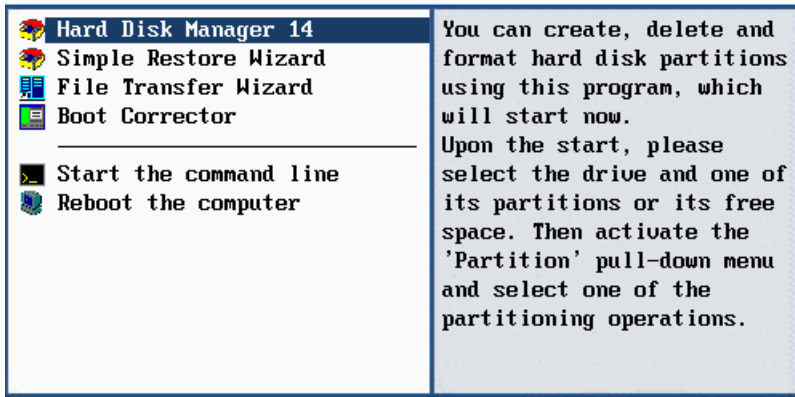 Hard Disk Manager 14
Simple Restore Wizard
File Transfer Wizard
Boot Corrector
Start the command line
Reboot the computer
You can create, delete and
format hard disk partitions
using this program, which
will start now.
Upon the start, please
select the drive and one of
its partitions or its free
space. Then activate the
'Partition' pull-down menu
and select one of the
partitioning operations.